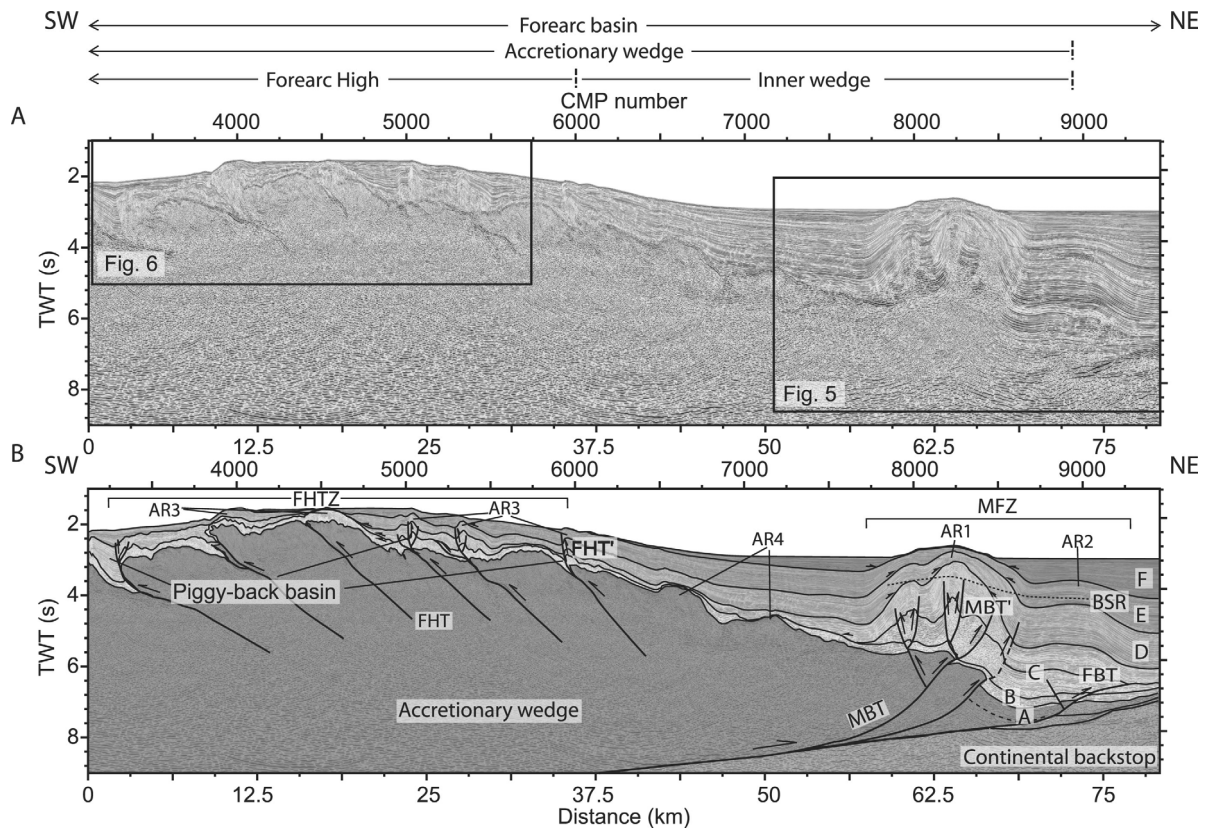 SW NE
Forearc basin
Accretionary wedge
Forearc High Inner wedge
CMP number
A 4000 5000 6000 7000 8000 9000
2
4
6
8
TWT (s)
Fig. 6
Fig. 5
0 12.5 25 37.5 50 62.5 75
B SW 4000 5000 6000 7000 8000 9000 NE
FHTZ MFZ
AR3 AR3 AR4 AR1 AR2
2
4
6
8
TWT (s)
FHT'
Piggy-back basin
FHT
F
BSR
MBT'
E
D
C FBT
B
A
MBT
Accretionary wedge
Continental backstop
0 12.5 25 37.5 50 62.5 75
Distance (km)